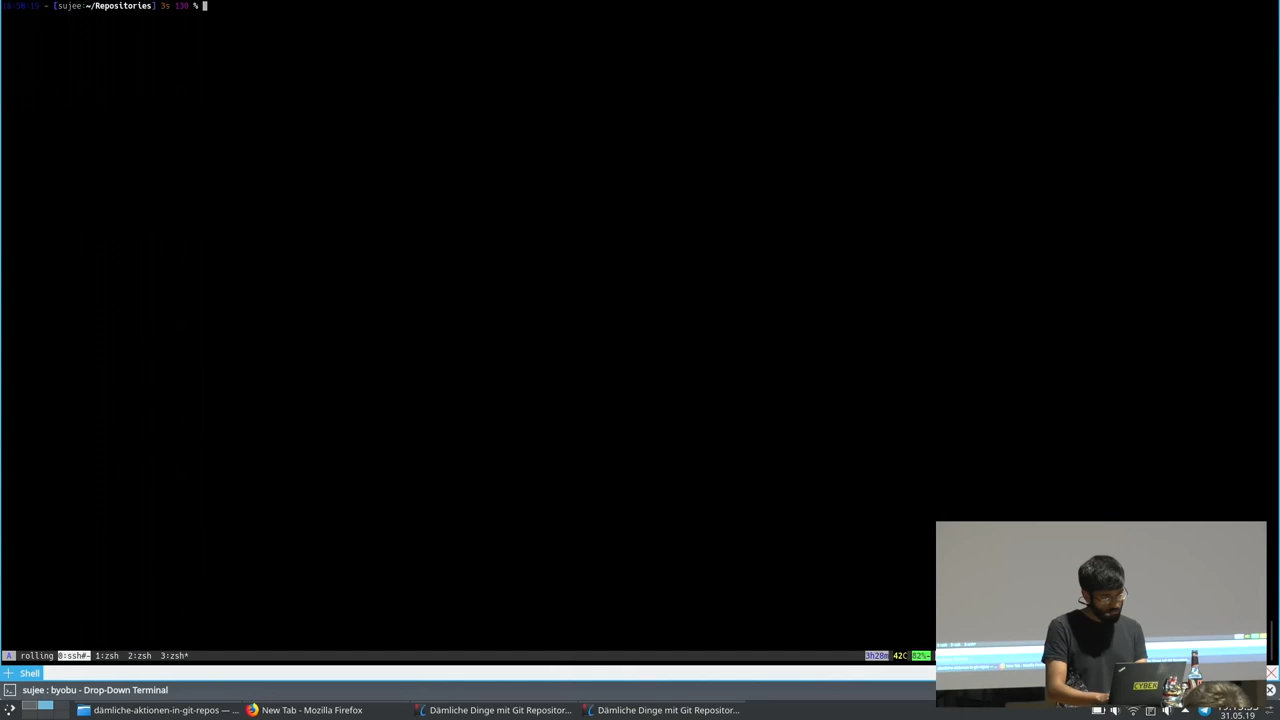 - [sujee:~/Repositories] 3s 130 %
A rolling 0:ssh#- 1:zsh 2:zsh 3:zsh* 3h28m 42C 82%-
Shell
CYBER
sujee : byobu - Drop-Down Terminal
dämliche-aktionen-in-git-repos — ... New Tab - Mozilla Firefox Dämliche Dinge mit Git Repositor... Dämliche Dinge mit Git Repositor...
31.05.19